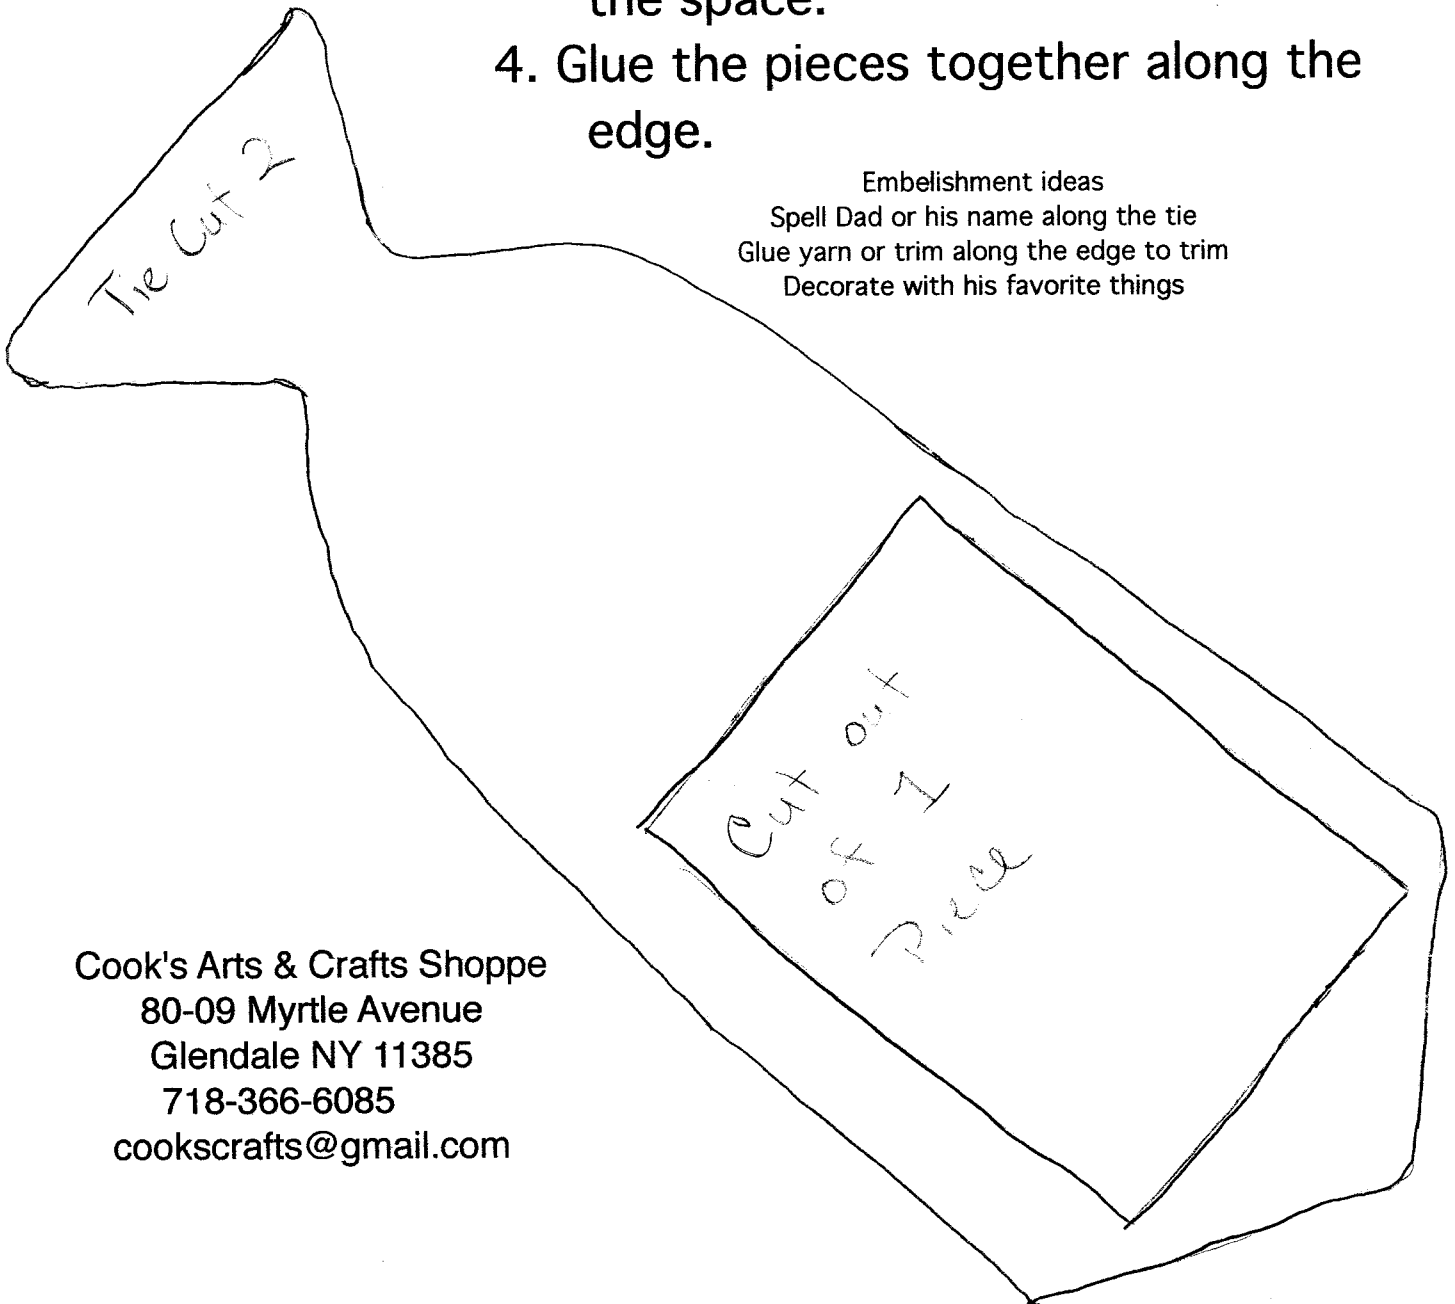 the space.
4. Glue the pieces together along the
edge.
Embelishment ideas
Spell Dad or his name along the tie
Glue yarn or trim along the edge to trim
Decorate with his favorite things
Tie Cut 2
Cut out
of 1
Piece
Cook's Arts & Crafts Shoppe
80-09 Myrtle Avenue
Glendale NY 11385
718-366-6085
cookscrafts@gmail.com